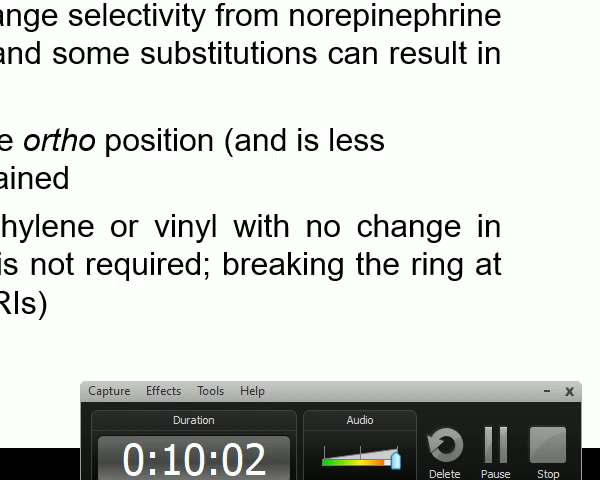 ange selectivity from norepinephrine
and some substitutions can result in
e ortho position (and is less
ained
hylene or vinyl with no change in
is not required; breaking the ring at
RIs)
Capture Effects Tools Help – x
Duration Audio
0:10:02
Delete Pause Stop